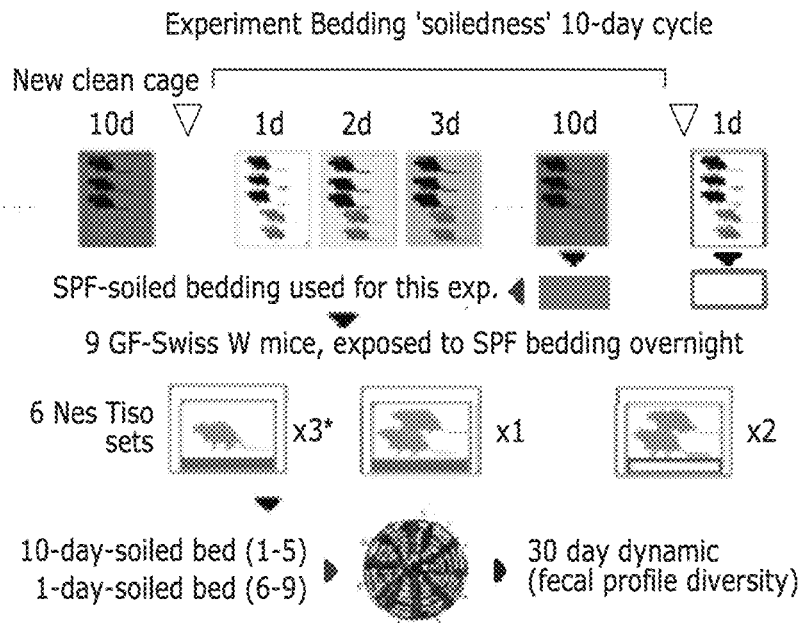 Experiment Bedding 'soiledness' 10-day cycle
New clean cage
10d 1d 2d 3d 10d 1d
SPF-soiled bedding used for this exp.
9 GF-Swiss W mice, exposed to SPF bedding overnight
6 Nes Tiso
sets
x3* x1 x2
10-day-soiled bed (1-5)
1-day-soiled bed (6-9)
30 day dynamic
(fecal profile diversity)